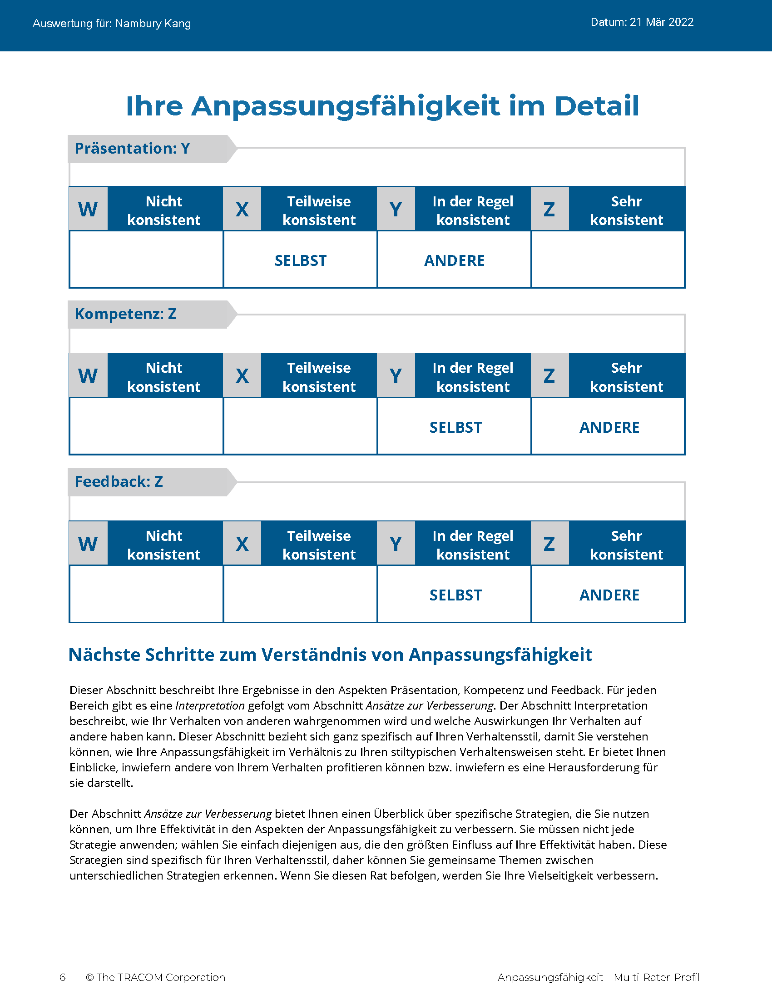 Auswertung für: Nambury Kang
Datum: 21 Mär 2022
Ihre Anpassungsfähigkeit im Detail
Präsentation: Y
W Nicht konsistent X Teilweise konsistent Y In der Regel konsistent Z Sehr konsistent
SELBST ANDERE
Kompetenz: Z
W Nicht konsistent X Teilweise konsistent Y In der Regel konsistent Z Sehr konsistent
SELBST ANDERE
Feedback: Z
W Nicht konsistent X Teilweise konsistent Y In der Regel konsistent Z Sehr konsistent
SELBST ANDERE
Nächste Schritte zum Verständnis von Anpassungsfähigkeit
Dieser Abschnitt beschreibt Ihre Ergebnisse in den Aspekten Präsentation, Kompetenz und Feedback. Für jeden
Bereich gibt es eine Interpretation gefolgt vom Abschnitt Ansätze zur Verbesserung. Der Abschnitt Interpretation
beschreibt, wie Ihr Verhalten von anderen wahrgenommen wird und welche Auswirkungen Ihr Verhalten auf
andere haben kann. Dieser Abschnitt bezieht sich ganz spezifisch auf Ihren Verhaltensstil, damit Sie verstehen
können, wie Ihre Anpassungsfähigkeit im Verhältnis zu Ihren stiltypischen Verhaltensweisen steht. Er bietet Ihnen
Einblicke, inwiefern andere von Ihrem Verhalten profitieren können bzw. inwiefern es eine Herausforderung für
sie darstellt.
Der Abschnitt Ansätze zur Verbesserung bietet Ihnen einen Überblick über spezifische Strategien, die Sie nutzen
können, um Ihre Effektivität in den Aspekten der Anpassungsfähigkeit zu verbessern. Sie müssen nicht jede
Strategie anwenden; wählen Sie einfach diejenigen aus, die den größten Einfluss auf Ihre Effektivität haben. Diese
Strategien sind spezifisch für Ihren Verhaltensstil, daher können Sie gemeinsame Themen zwischen
unterschiedlichen Strategien erkennen. Wenn Sie diesen Rat befolgen, werden Sie Ihre Vielseitigkeit verbessern.
6 © The TRACOM Corporation
Anpassungsfähigkeit – Multi-Rater-Profil